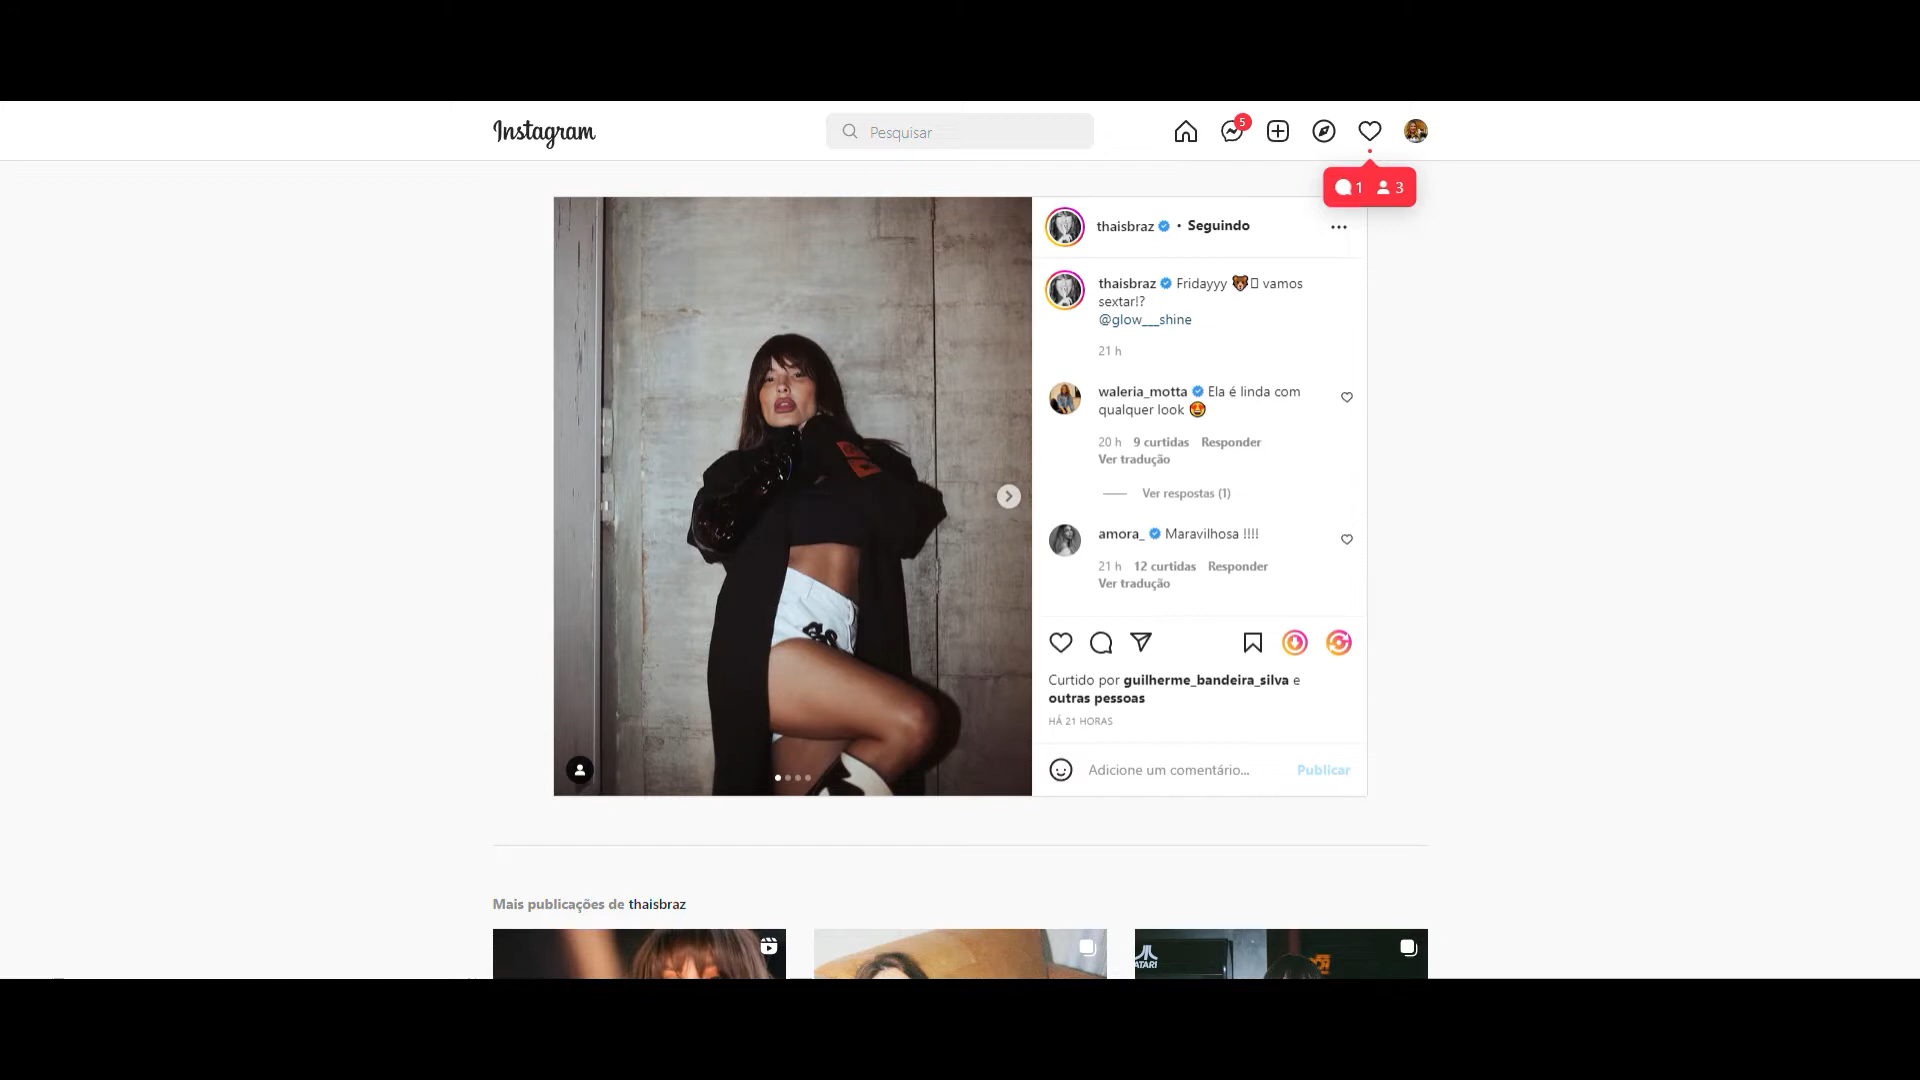 Instagram
Pesquisar
5
1 3
thaisbraz • Seguindo
thaisbraz Fridayyy 🐻▯ vamos
sextar!?
@glow___shine
21 h
waleria_motta Ela é linda com
qualquer look 😍
20 h 9 curtidas Responder
Ver tradução
Ver respostas (1)
amora_ Maravilhosa !!!!
21 h 12 curtidas Responder
Ver tradução
Curtido por guilherme_bandeira_silva e
outras pessoas
HÁ 21 HORAS
Adicione um comentário... Publicar
Mais publicações de thaisbraz
ATARI